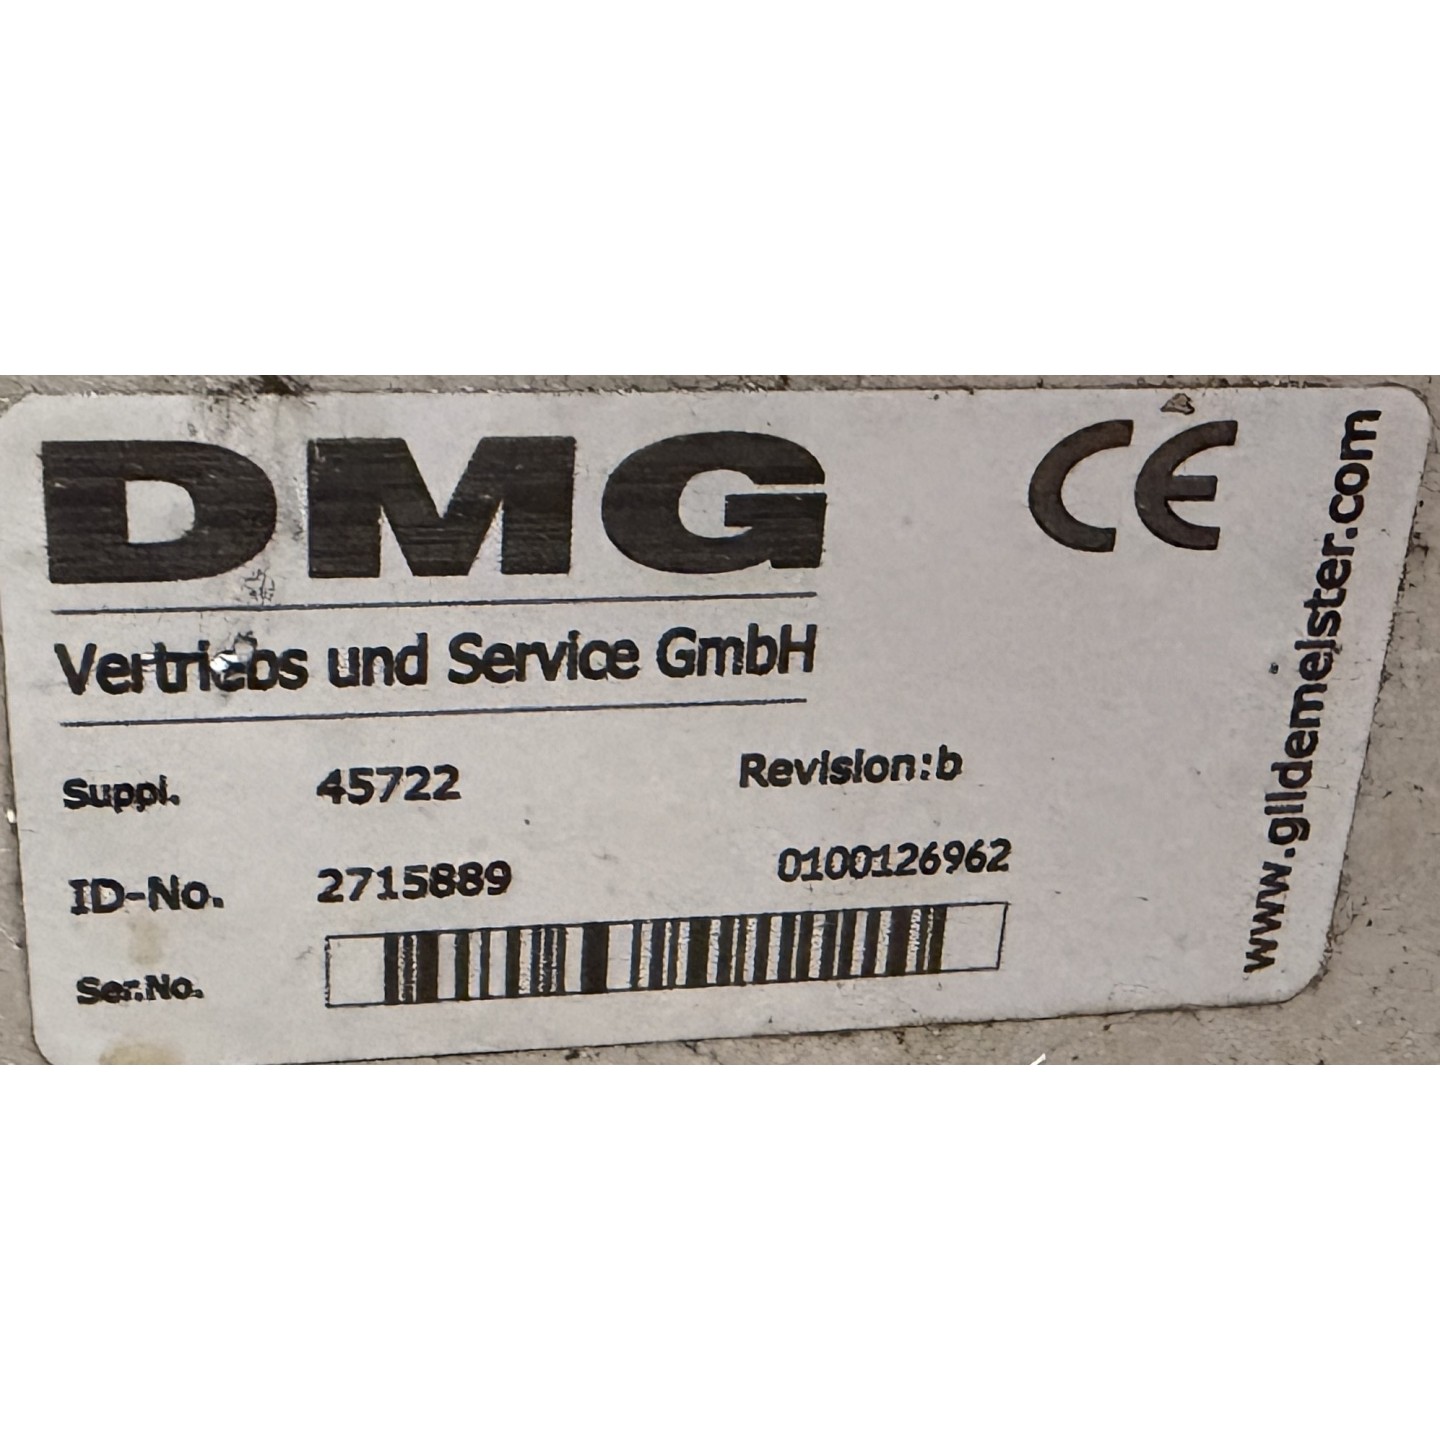 DMG
CE
Vertriebs und Service GmbH
Suppl. 45722 Revision:b
ID-No. 2715889 0100126962
Ser.No.
www.gildemeister.com